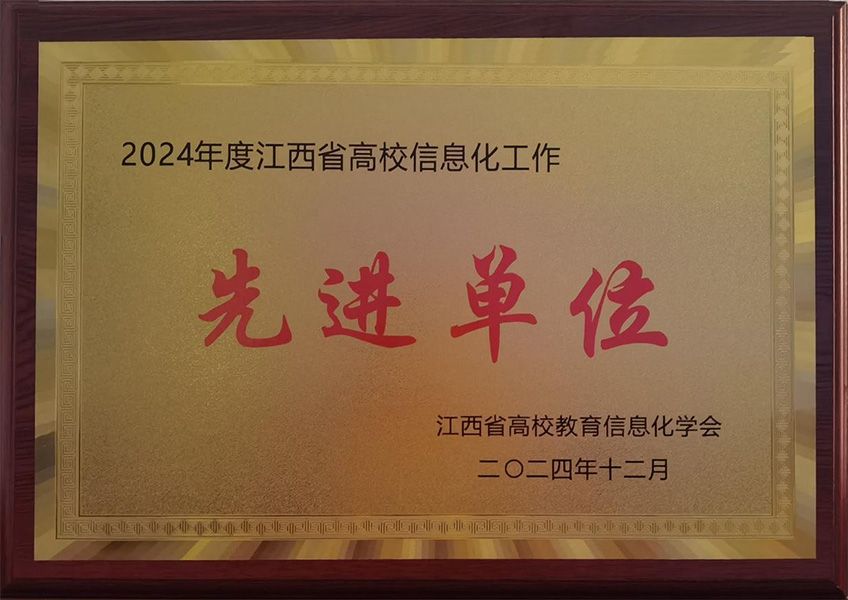 2024年度江西省高校信息化工作
先进单位
江西省高校教育信息化学会
二〇二四年十二月